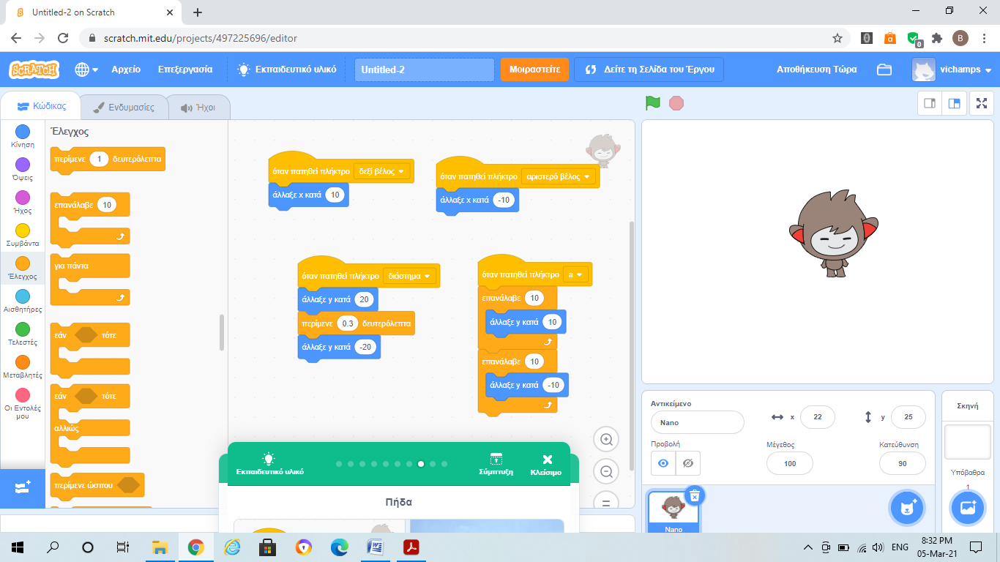 Untitled-2 on Scratch
scratch.mit.edu/projects/497225696/editor
0
B
SCRATCH
Αρχείο
Επεξεργασία
Εκπαιδευτικό υλικό
Untitled-2
Μοιραστείτε
Δείτε τη Σελίδα του Έργου
Αποθήκευση Τώρα
vichamps
Κώδικας
Ενδυμασίες
Ήχοι
Κίνηση
Όψεις
Ήχος
Συμβάντα
Έλεγχος
Αισθητήρες
Τελεστές
Μεταβλητές
Οι Εντολές
μου
Έλεγχος
περίμενε 1 δευτερόλεπτα
επανάλαβε 10
για πάντα
εάν τότε
εάν τότε
αλλιώς
περίμενε ώσπου
όταν πατηθεί πλήκτρο δεξί βέλος
άλλαξε x κατά 10
όταν πατηθεί πλήκτρο αριστερό βέλος
άλλαξε x κατά -10
όταν πατηθεί πλήκτρο διάστημα
άλλαξε y κατά 20
περίμενε 0.3 δευτερόλεπτα
άλλαξε y κατά -20
όταν πατηθεί πλήκτρο a
επανάλαβε 10
άλλαξε y κατά 10
επανάλαβε 10
άλλαξε y κατά -10
Εκπαιδευτικό υλικό
Σύμπτυξη
Κλείσιμο
Πήδα
Αντικείμενο
Nano
x 22
y 25
Προβολή
Μέγεθος
100
Κατεύθυνση
90
Nano
Σκηνή
Υπόβαθρα
1
ENG
8:32 PM
05-Mar-21